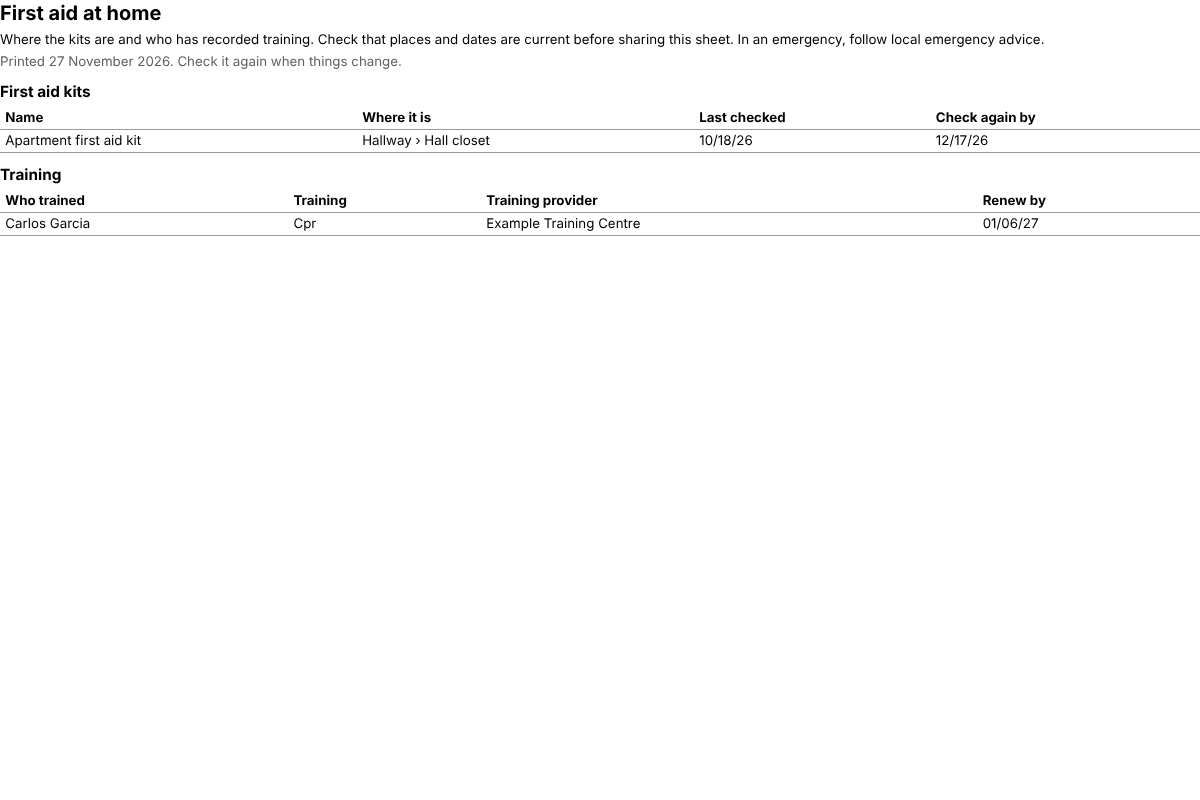 First aid at home
Where the kits are and who has recorded training. Check that places and dates are current before sharing this sheet. In an emergency, follow local emergency advice.
Printed 27 November 2026. Check it again when things change.
First aid kits
Name Where it is Last checked Check again by
Apartment first aid kit Hallway › Hall closet 10/18/26 12/17/26
Training
Who trained Training Training provider Renew by
Carlos Garcia Cpr Example Training Centre 01/06/27